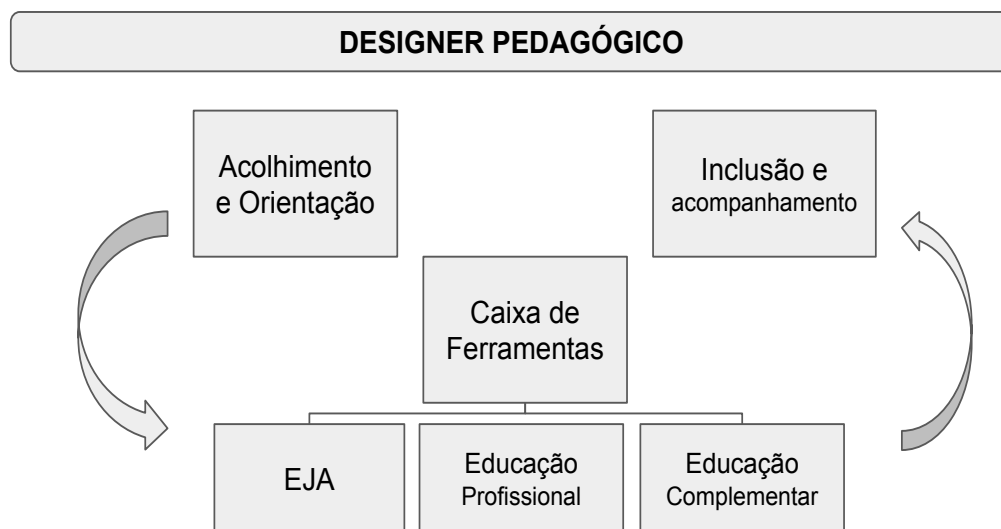 DESIGNER PEDAGÓGICO
Acolhimento
e Orientação
Inclusão e
acompanhamento
Caixa de
Ferramentas
EJA
Educação
Profissional
Educação
Complementar